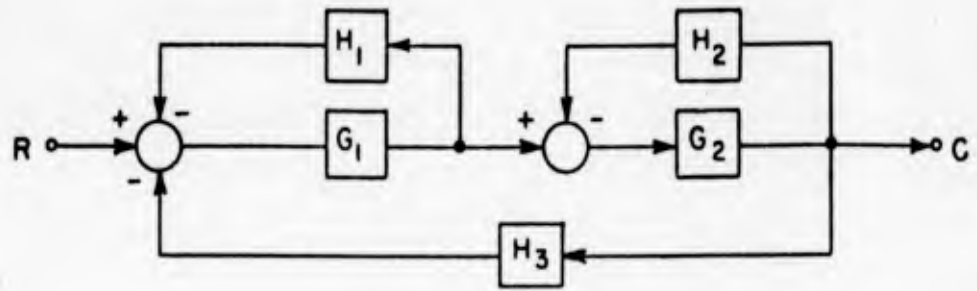 H₁
H₂
+ -
+ -
R
G₁
G₂
C
-
H₃